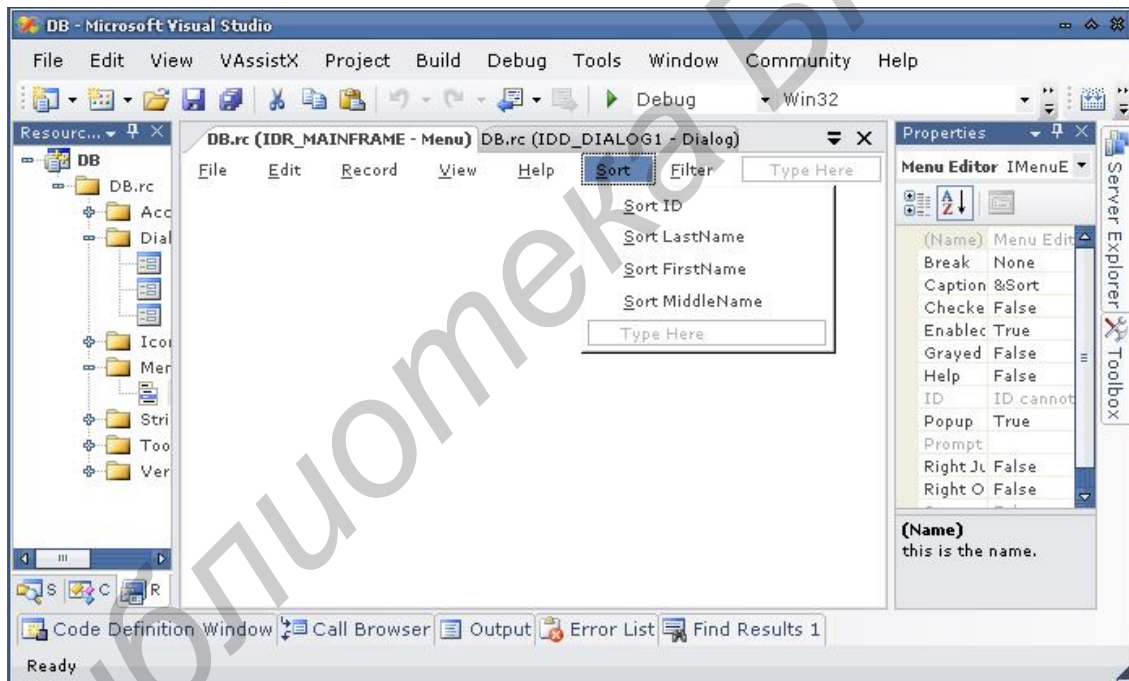 DB - Microsoft Visual Studio
File Edit View VAssistX Project Build Debug Tools Window Community Help
Debug Win32
Resourc...
DB
DB.rc
Acc
Dial
Icon
Men
Stri
Too
Ver
S C R
DB.rc (IDR_MAINFRAME - Menu) DB.rc (IDD_DIALOG1 - Dialog)
File Edit Record View Help Sort Filter Type Here
Sort ID
Sort LastName
Sort FirstName
Sort MiddleName
Type Here
Properties
Menu Editor IMenuE
(Name) Menu Edit
Break None
Caption &Sort
Checke False
Enabled True
Grayed False
Help False
ID ID cannot
Popup True
Prompt
Right Ju False
Right O False
(Name)
this is the name.
Server Explorer
Toolbox
Code Definition Window Call Browser Output Error List Find Results 1
Ready